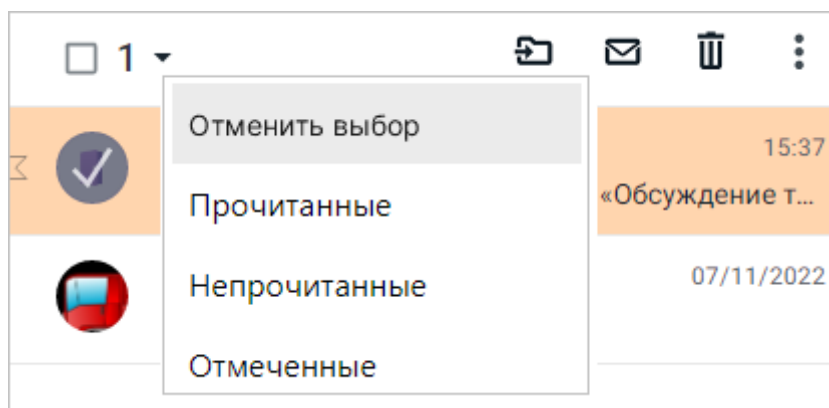 1
Отменить выбор
15:37
«Обсуждение т...
Прочитанные
07/11/2022
Непрочитанные
Отмеченные